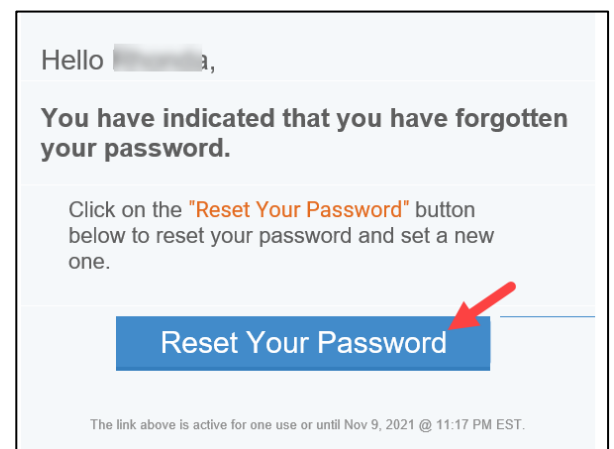 Hello
You have indicated that you have forgotten
your password.
Click on the "Reset Your Password" button
below to reset your password and set a new
one.
Reset Your Password
The link above is active for one use or until Nov 9, 2021 @ 11:17 PM EST.